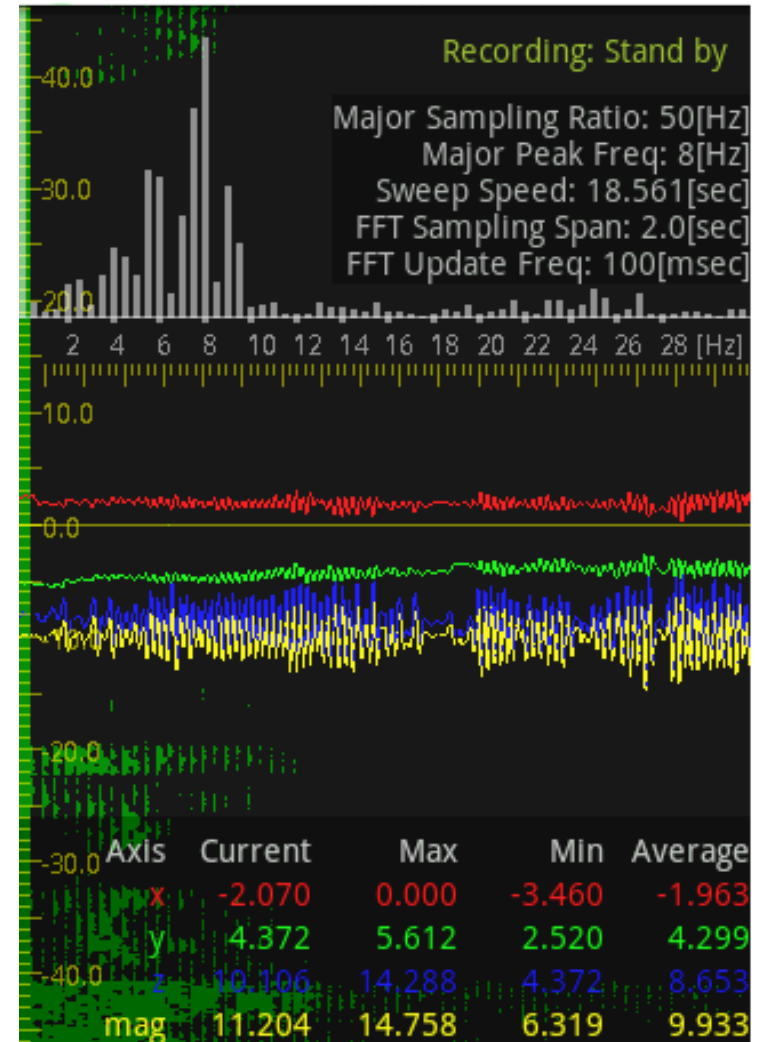 Recording: Stand by
40.0
Major Sampling Ratio: 50[Hz]
Major Peak Freq: 8[Hz]
30.0
Sweep Speed: 18.561[sec]
FFT Sampling Span: 2.0[sec]
FFT Update Freq: 100[msec]
20.0
2 4 6 8 10 12 14 16 18 20 22 24 26 28 [Hz]
10.0
0.0
-10.0
-20.0
-30.0
Axis Current Max Min Average
x -2.070 0.000 -3.460 -1.963
y 4.372 5.612 2.520 4.299
-40.0
z 10.106 14.288 4.372 8.653
mag 11.204 14.758 6.319 9.933